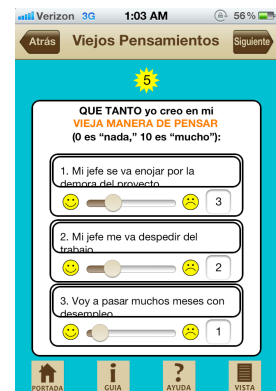 Verizon 3G 1:03 AM 56%
Atrás Viejos Pensamientos Siguiente
5
QUE TANTO yo creo en mi
VIEJA MANERA DE PENSAR
(0 es “nada,” 10 es “mucho”):
1. Mi jefe se va enojar por la
demora del proyecto
3
2. Mi jefe me va despedir del
trabajo
2
3. Voy a pasar muchos meses con
desempleo
1
PORTADA GUIA AYUDA VISTA